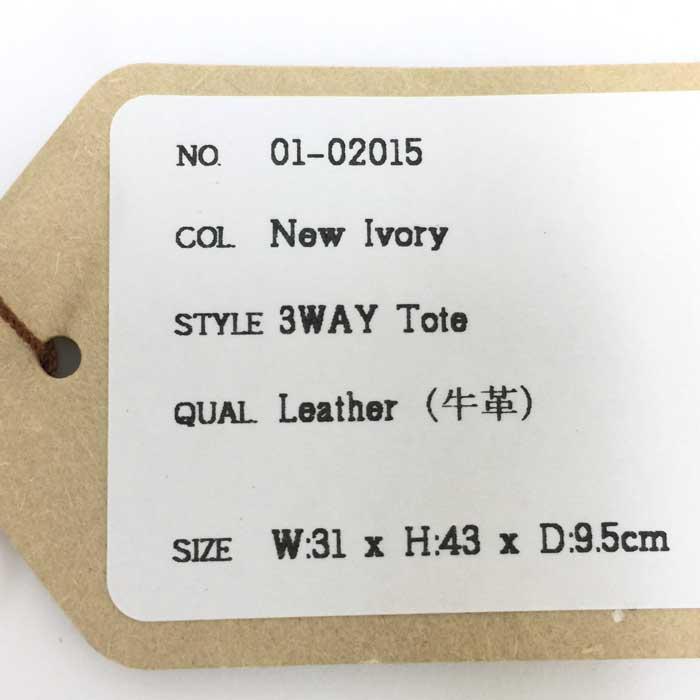 NO. 01-02015
COL. New Ivory
STYLE 3WAY Tote
QUAL. Leather (牛革)
SIZE W:31 x H:43 x D:9.5cm